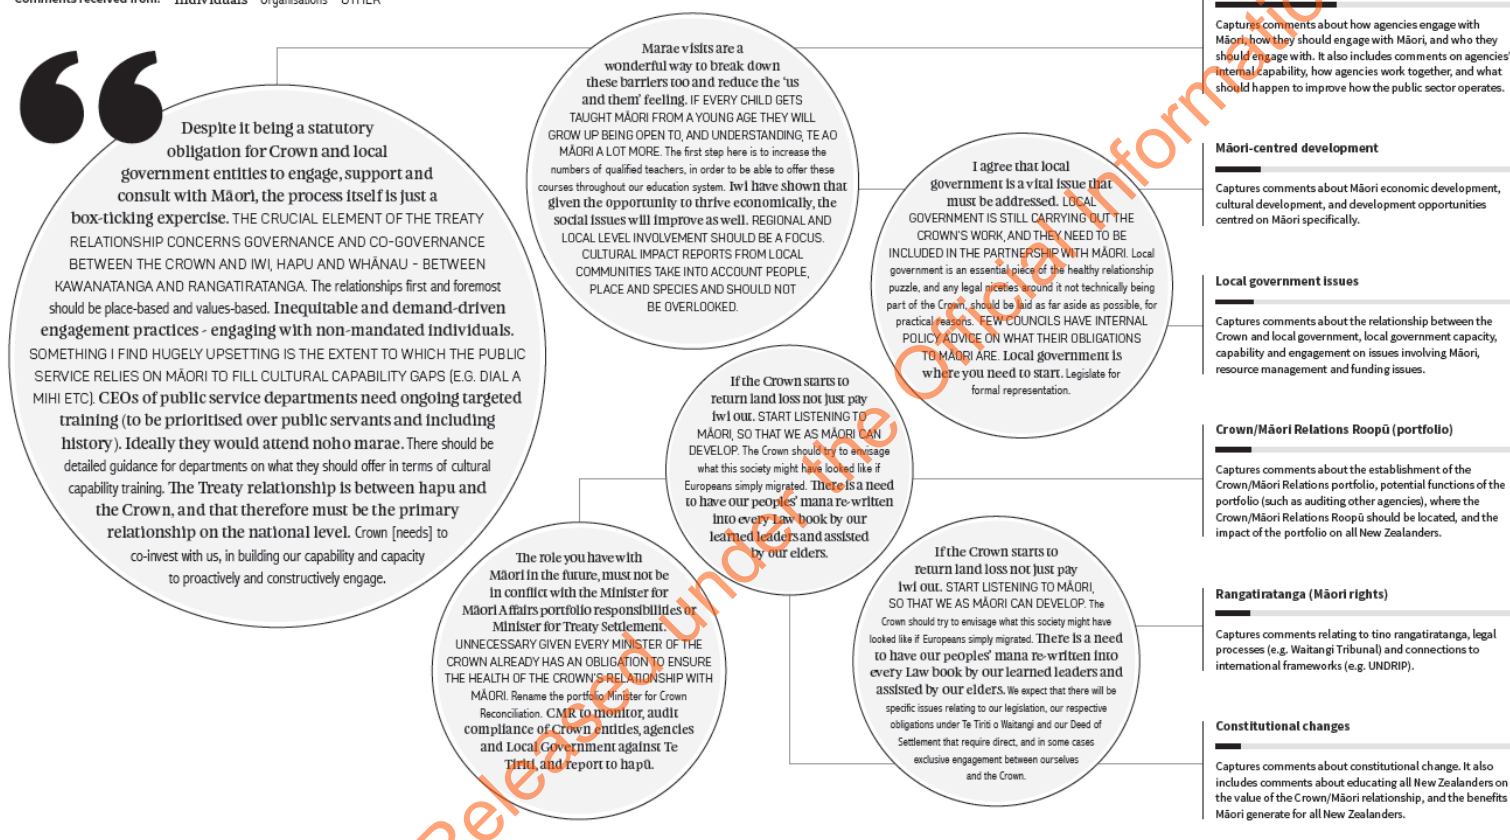 Comments received from: Individuals Organisations OTHER
Despite it being a statutory
obligation for Crown and local
government entities to engage, support and
consult with Māori, the process itself is just a
box-ticking expercise. THE CRUCIAL ELEMENT OF THE TREATY
RELATIONSHIP CONCERNS GOVERNANCE AND CO-GOVERNANCE
BETWEEN THE CROWN AND IWI, HAPU AND WHĀNAU - BETWEEN
KAWANATANGA AND RANGATIRATANGA. The relationships first and foremost
should be place-based and values-based. Inequitable and demand-driven
engagement practices - engaging with non-mandated individuals.
SOMETHING I FIND HUGELY UPSETTING IS THE EXTENT TO WHICH THE PUBLIC
SERVICE RELIES ON MĀORI TO FILL CULTURAL CAPABILITY GAPS (E.G. DIAL A
MIHI ETC). CEOs of public service departments need ongoing targeted
training (to be prioritised over public servants and including
history). Ideally they would attend noho marae. There should be
detailed guidance for departments on what they should offer in terms of cultural
capability training. The Treaty relationship is between hapu and
the Crown, and that therefore must be the primary
relationship on the national level. Crown [needs] to
co-invest with us, in building our capability and capacity
to proactively and constructively engage.
Marae visits are a
wonderful way to break down
these barriers too and reduce the ‘us
and them’ feeling. IF EVERY CHILD GETS
TAUGHT MĀORI FROM A YOUNG AGE THEY WILL
GROW UP BEING OPEN TO, AND UNDERSTANDING, TE AO
MĀORI A LOT MORE. The first step here is to increase the
numbers of qualified teachers, in order to be able to offer these
courses throughout our education system. Iwi have shown that
given the opportunity to thrive economically, the
social issues will improve as well. REGIONAL AND
LOCAL LEVEL INVOLVEMENT SHOULD BE A FOCUS.
CULTURAL IMPACT REPORTS FROM LOCAL
COMMUNITIES TAKE INTO ACCOUNT PEOPLE,
PLACE AND SPECIES AND SHOULD NOT
BE OVERLOOKED.
I agree that local
government is a vital issue that
must be addressed. LOCAL
GOVERNMENT IS STILL CARRYING OUT THE
CROWN'S WORK, AND THEY NEED TO BE
INCLUDED IN THE PARTNERSHIP WITH MĀORI. Local
government is an essential piece of the healthy relationship
puzzle, and any legal niceties around it not technically being
part of the Crown, should be laid as far aside as possible, for
practical reasons. FEW COUNCILS HAVE INTERNAL
POLICY ADVICE ON WHAT THEIR OBLIGATIONS
TO MĀORI ARE. Local government is
where you need to start. Legislate for
formal representation.
If the Crown starts to
return land loss not just pay
iwi out. START LISTENING TO
MĀORI, SO THAT WE AS MĀORI CAN
DEVELOP. The Crown should try to envisage
what this society might have looked like if
Europeans simply migrated. There is a need
to have our peoples’ mana re-written
into every Law book by our
learned leaders and assisted
by our elders.
The role you have with
Māori in the future, must not be
in conflict with the Minister for
Māori Affairs portfolio responsibilities or
Minister for Treaty Settlement.
UNNECESSARY GIVEN EVERY MINISTER OF THE
CROWN ALREADY HAS AN OBLIGATION TO ENSURE
THE HEALTH OF THE CROWN'S RELATIONSHIP WITH
MĀORI. Rename the portfolio Minister for Crown
Reconciliation. CMR to monitor, audit
compliance of Crown entities, agencies
and Local Government against Te
Tiriti, and report to hapū.
If the Crown starts to
return land loss not just pay
iwi out. START LISTENING TO MĀORI,
SO THAT WE AS MĀORI CAN DEVELOP. The
Crown should try to envisage what this society might have
looked like if Europeans simply migrated. There is a need
to have our peoples’ mana re-written into
every Law book by our learned leaders and
assisted by our elders. We expect that there will be
specific issues relating to our legislation, our respective
obligations under Te Tiriti o Waitangi and our Deed of
Settlement that require direct, and in some cases
exclusive engagement between ourselves
and the Crown.
Captures comments about how agencies engage with
Māori, how they should engage with Māori, and who they
should engage with. It also includes comments on agencies'
internal capability, how agencies work together, and what
should happen to improve how the public sector operates.
Māori-centred development
Captures comments about Māori economic development,
cultural development, and development opportunities
centred on Māori specifically.
Local government issues
Captures comments about the relationship between the
Crown and local government, local government capacity,
capability and engagement on issues involving Māori,
resource management and funding issues.
Crown/Māori Relations Roopū (portfolio)
Captures comments about the establishment of the
Crown/Māori Relations portfolio, potential functions of the
portfolio (such as auditing other agencies), where the
Crown/Māori Relations Roopū should be located, and the
impact of the portfolio on all New Zealanders.
Rangatiratanga (Māori rights)
Captures comments relating to tino rangatiratanga, legal
processes (e.g. Waitangi Tribunal) and connections to
international frameworks (e.g. UNDRIP).
Constitutional changes
Captures comments about constitutional change. It also
includes comments about educating all New Zealanders on
the value of the Crown/Māori relationship, and the benefits
Māori generate for all New Zealanders.
Released under the Official Informatio